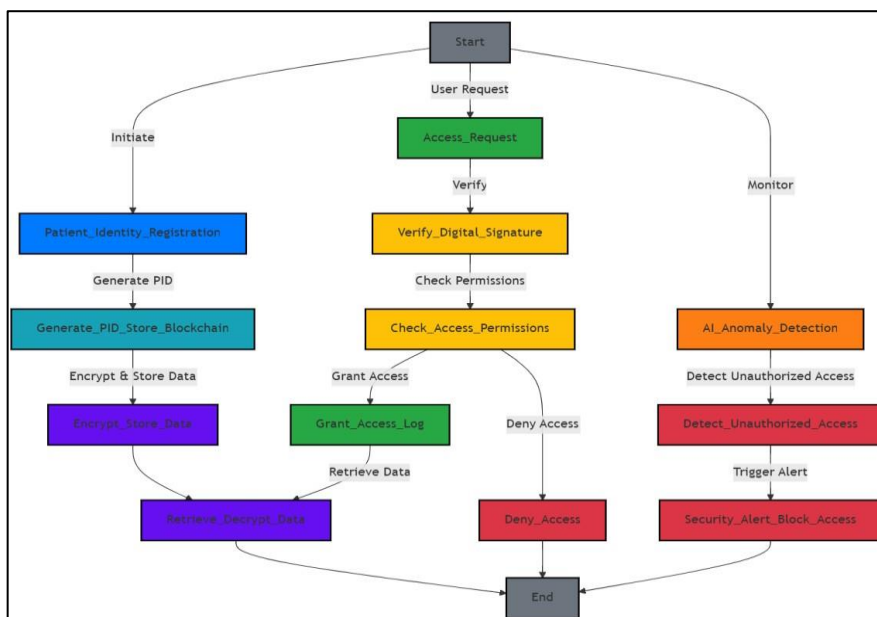 Start
User Request
Access_Request
Initiate
Verify
Monitor
Patient_Identity_Registration
Verify_Digital_Signature
Generate PID
Check Permissions
Generate_PID_Store_Blockchain
Check_Access_Permissions
AI_Anomaly_Detection
Encrypt & Store Data
Grant Access
Detect Unauthorized Access
Encrypt_Store_Data
Grant_Access_Log
Deny Access
Detect_Unauthorized_Access
Retrieve Data
Trigger Alert
Retrieve_Decrypt_Data
Deny_Access
Security_Alert_Block_Access
End